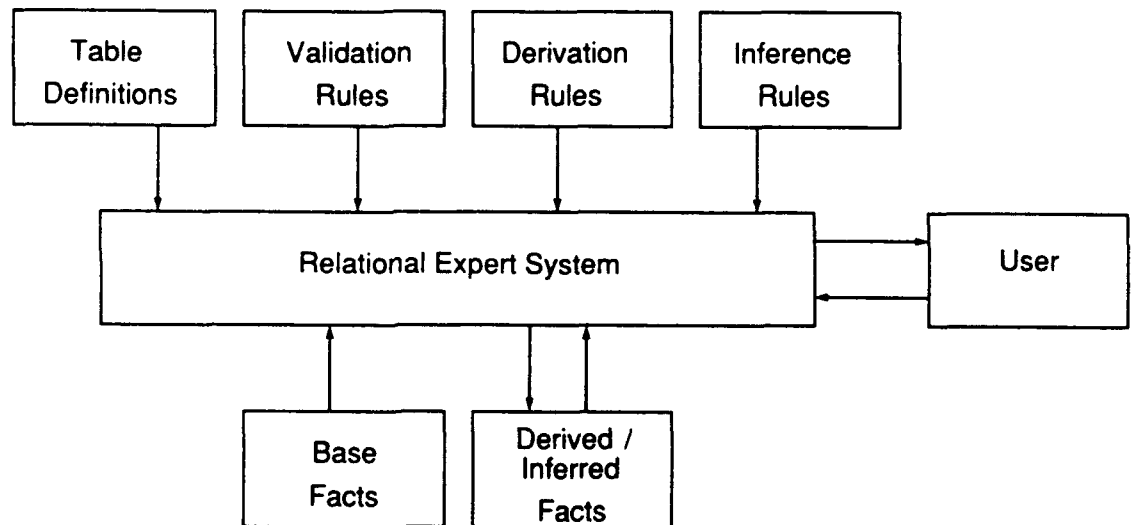 Table
Definitions
Validation
Rules
Derivation
Rules
Inference
Rules
Relational Expert System
User
Base
Facts
Derived /
Inferred
Facts